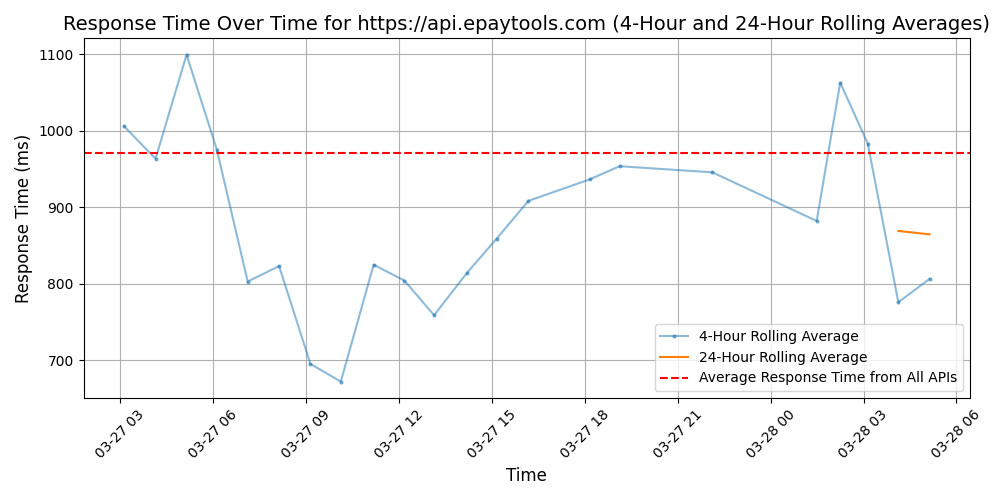 Response Time Over Time for https://api.epaytools.com (4-Hour and 24-Hour Rolling Averages)
Response Time (ms)
1100
1000
900
800
700
4-Hour Rolling Average
24-Hour Rolling Average
Average Response Time from All APIs
03-27 03
03-27 06
03-27 09
03-27 12
03-27 15
03-27 18
03-27 21
03-28 00
03-28 03
03-28 06
Time